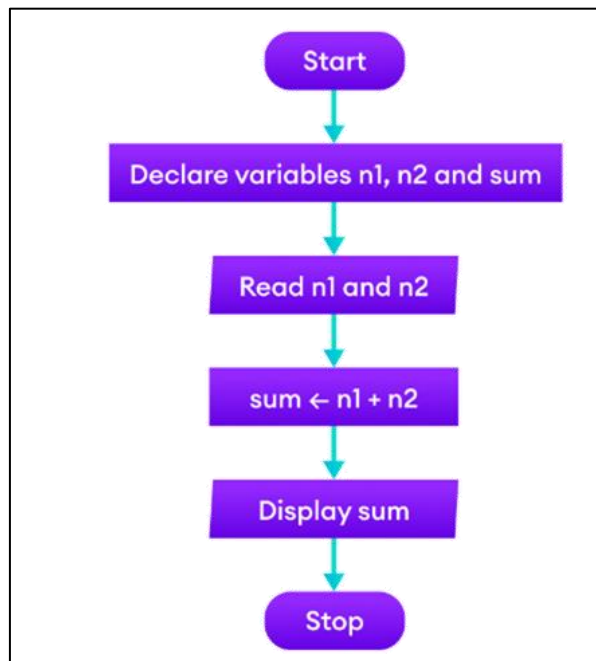 Start
Declare variables n1, n2 and sum
Read n1 and n2
sum ← n1 + n2
Display sum
Stop